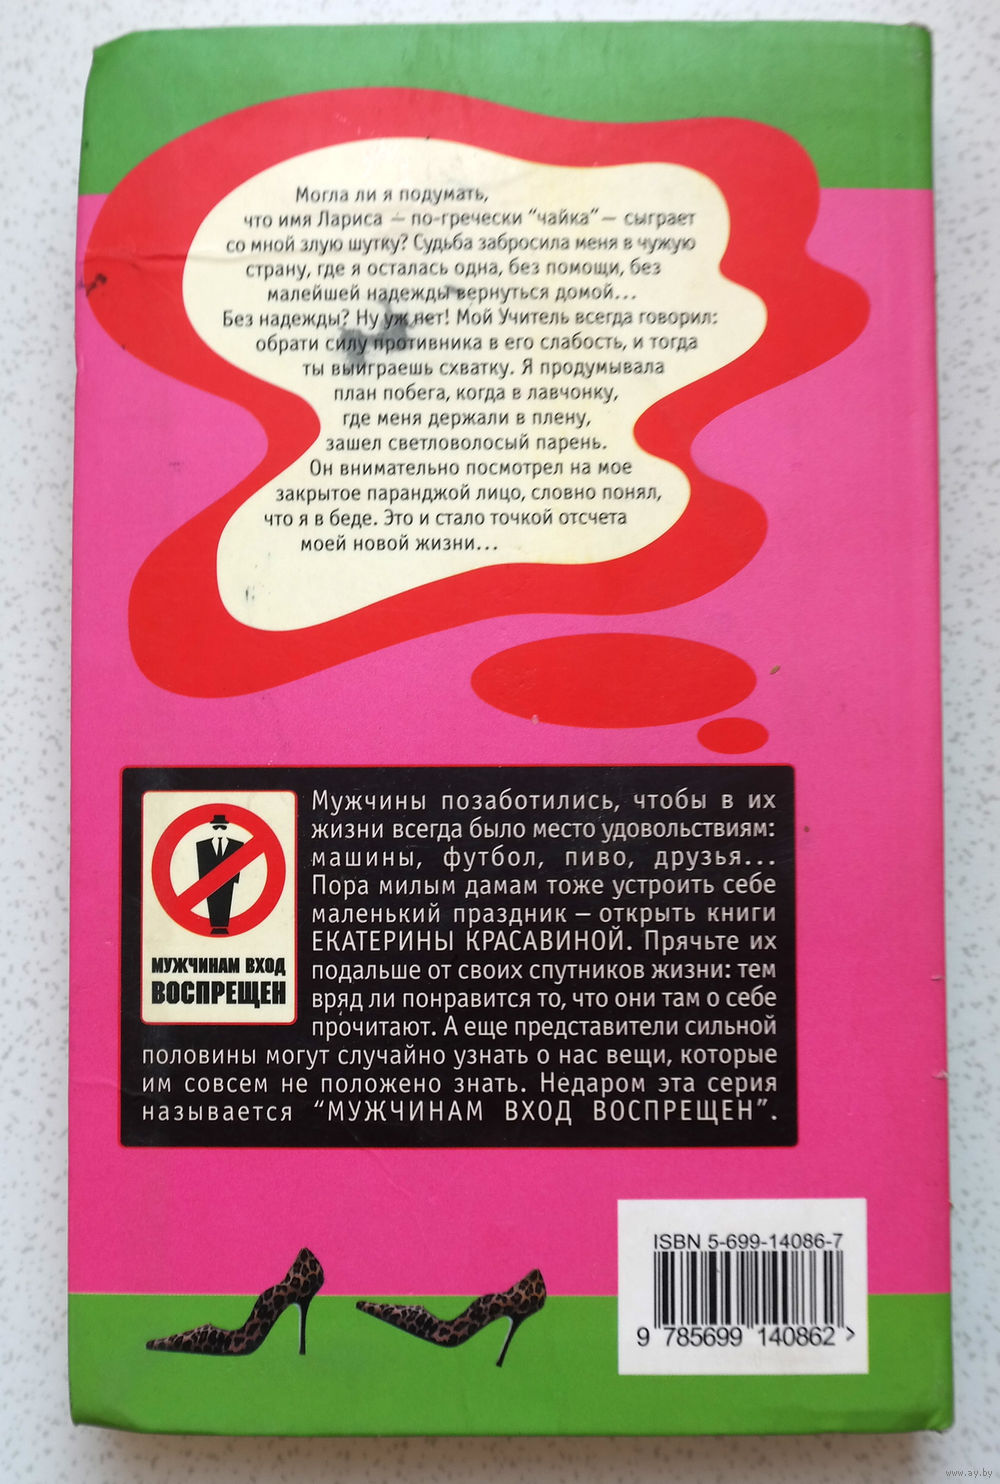 Могла ли я подумать,
что имя Лариса — по-гречески "чайка"— сыграет
со мной злую шутку? Судьба забросила меня в чужую
страну, где я осталась одна, без помощи, без
малейшей надежды вернуться домой...
Без надежды? Ну уж нет! Мой Учитель всегда говорил:
обрати силу противника в его слабость, и тогда
ты выиграешь схватку. Я продумывала
план побега, когда в лавчонку,
где меня держали в плену,
зашел светловолосый парень.
Он внимательно посмотрел на мое
закрытое паранджой лицо, словно понял,
что я в беде. Это и стало точкой отсчета
моей новой жизни...
МУЖЧИНАМ ВХОД
ВОСПРЕЩЕН
Мужчины позаботились, чтобы в их
жизни всегда было место удовольствиям:
машины, футбол, пиво, друзья...
Пора милым дамам тоже устроить себе
маленький праздник — открыть книги
ЕКАТЕРИНЫ КРАСАВИНОЙ. Прячьте их
подальше от своих спутников жизни: тем
вряд ли понравится то, что они там о себе
прочитают. А еще представители сильной
половины могут случайно узнать о нас вещи, которые
им совсем не положено знать. Недаром эта серия
называется "МУЖЧИНАМ ВХОД ВОСПРЕЩЕН".
ISBN 5-699-14086-7
9 785699 140862 >
www.ay.by